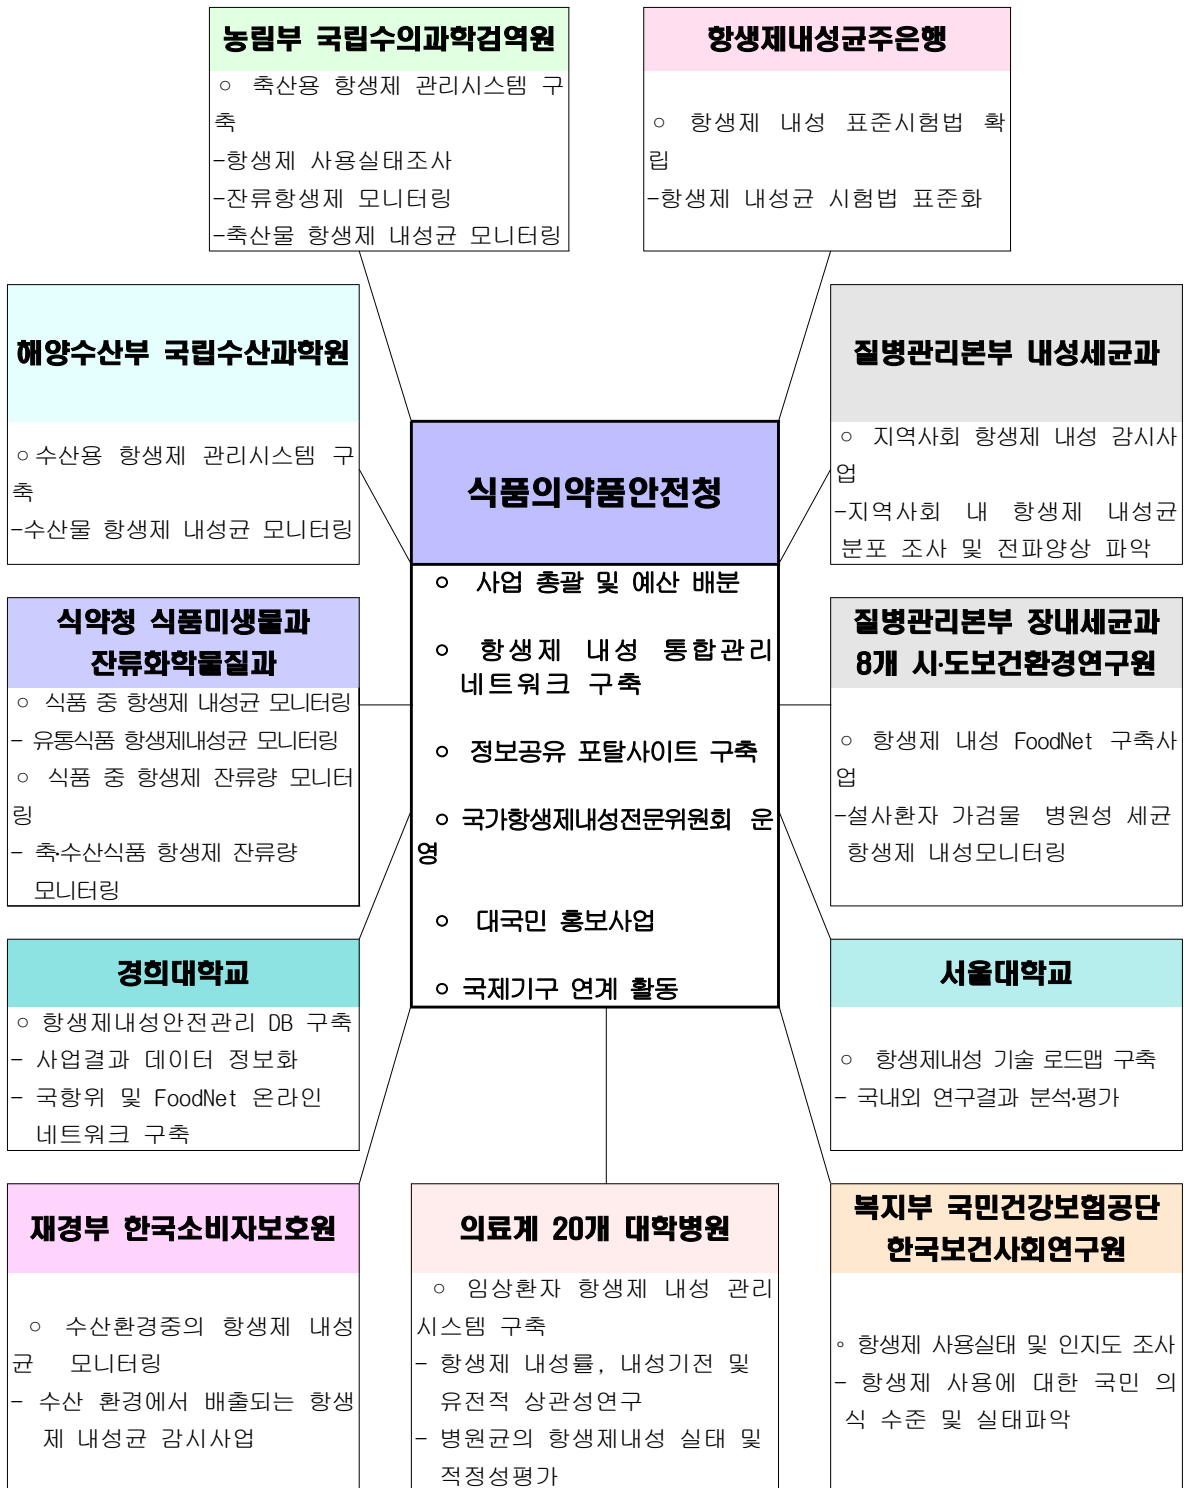 농림부 국립수의과학검역원
○ 축산용 항생제 관리시스템 구
축
-항생제 사용실태조사
-잔류항생제 모니터링
-축산물 항생제 내성균 모니터링
항생제내성균주은행
○ 항생제 내성 표준시험법 확
립
-항생제 내성균 시험법 표준화
해양수산부 국립수산과학원
○수산용 항생제 관리시스템 구
축
-수산물 항생제 내성균 모니터링
질병관리본부 내성세균과
○ 지역사회 항생제 내성 감시사
업
-지역사회 내 항생제 내성균
분포 조사 및 전파양상 파악
식품의약품안전청
○ 사업 총괄 및 예산 배분
○ 항생제 내성 통합관리
네트워크 구축
○ 정보공유 포탈사이트 구축
○ 국가항생제내성전문위원회 운
영
○ 대국민 홍보사업
○ 국제기구 연계 활동
식약청 식품미생물과
잔류화학물질과
○ 식품 중 항생제 내성균 모니터링
- 유통식품 항생제내성균 모니터링
○ 식품 중 항생제 잔류량 모니터
링
- 축·수산식품 항생제 잔류량
모니터링
질병관리본부 장내세균과
8개 시·도보건환경연구원
○ 항생제 내성 FoodNet 구축사
업
-설사환자 가검물 병원성 세균
항생제 내성모니터링
경희대학교
○ 항생제내성안전관리 DB 구축
- 사업결과 데이터 정보화
- 국항위 및 FoodNet 온라인
네트워크 구축
서울대학교
○ 항생제내성 기술 로드맵 구축
- 국내외 연구결과 분석·평가
재경부 한국소비자보호원
○ 수산환경중의 항생제 내성
균 모니터링
- 수산 환경에서 배출되는 항생
제 내성균 감시사업
의료계 20개 대학병원
○ 임상환자 항생제 내성 관리
시스템 구축
- 항생제 내성률, 내성기전 및
유전적 상관성연구
- 병원균의 항생제내성 실태 및
적정성평가
복지부 국민건강보험공단
한국보건사회연구원
○ 항생제 사용실태 및 인지도 조사
- 항생제 사용에 대한 국민 의
식 수준 및 실태파악